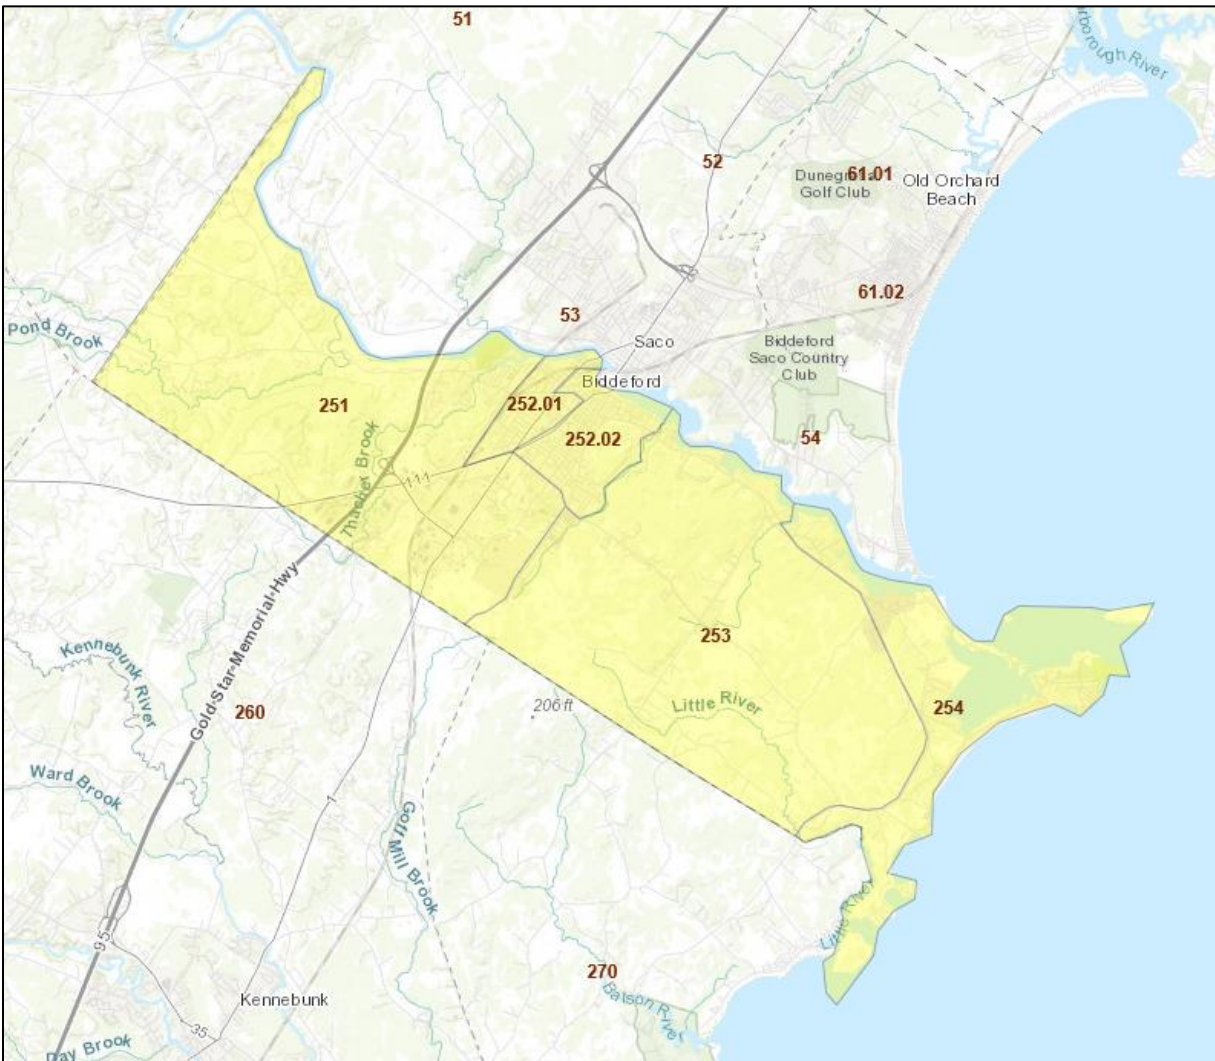 51
rborough River
52
61.01
Dunegrass
Golf Club
Old Orchard
Beach
61.02
53
Pond Brook
Saco
Biddeford
Saco Country
Club
Biddeford
251
252.01
252.02
54
Thacher Brook
111
Gold-Star-Memorial-Hwy
253
Kennebunk
River
260
206 ft
Little River
254
Ward Brook
1
Goff Mill Brook
Little River
95
270
Batson River
Kennebunk
35
Day Brook